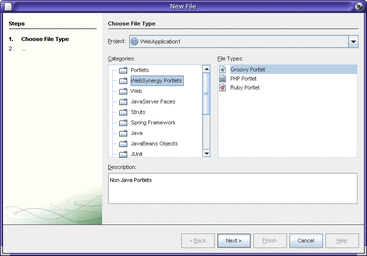 New File
Steps
1. Choose File Type
2. ...
Choose File Type
Project: WebApplication1
Categories:
Portlets
WebSynergy Portlets
Web
JavaServer Faces
Struts
Spring Framework
Java
JavaBeans Objects
JUnit
File Types:
Groovy Portlet
PHP Portlet
Ruby Portlet
Description:
Non Java Portlets
< Back
Next >
Finish
Cancel
Help